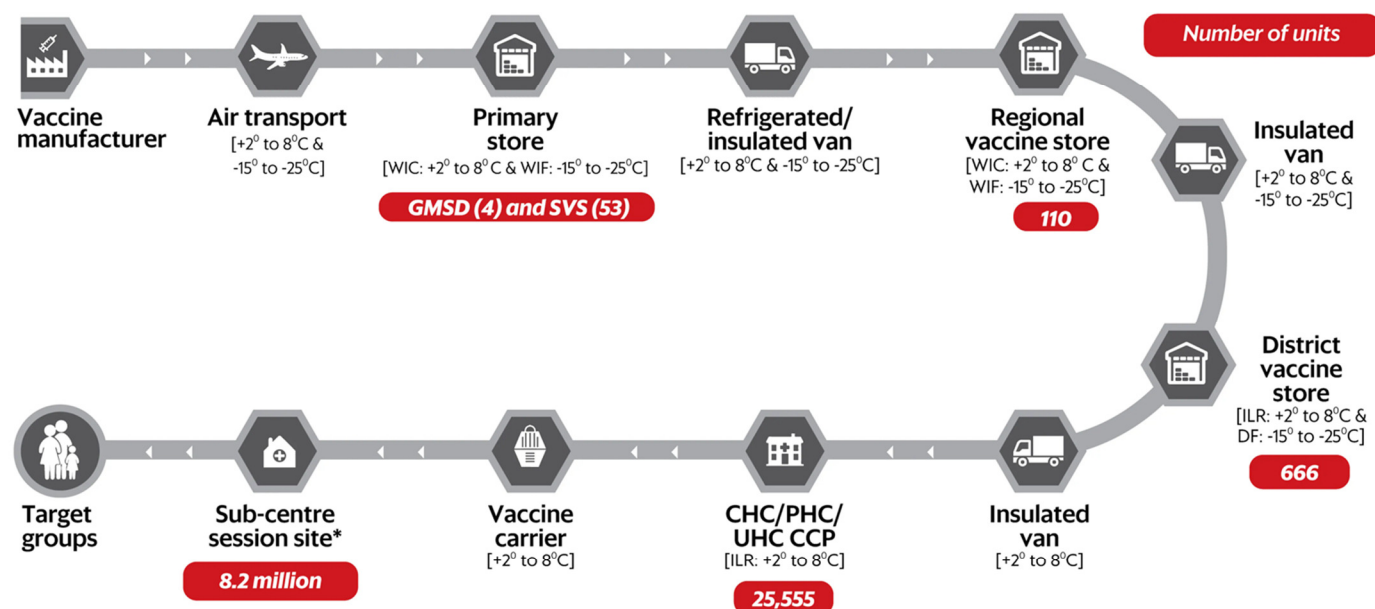 Number of units
Vaccine
manufacturer
Air transport
[+2⁰ to 8⁰C &
-15⁰ to -25⁰C]
Primary
store
[WIC: +2⁰ to 8⁰C & WIF: -15⁰ to -25⁰C]
GMSD (4) and SVS (53)
Refrigerated/
insulated van
[+2⁰ to 8⁰C & -15⁰ to -25⁰C]
Regional
vaccine store
[WIC: +2⁰ to 8⁰C &
WIF: -15⁰ to -25⁰C]
110
Insulated
van
[+2⁰ to 8⁰C &
-15⁰ to -25⁰C]
District
vaccine
store
[ILR: +2⁰ to 8⁰C &
DF: -15⁰ to -25⁰C]
666
Insulated
van
[+2⁰ to 8⁰C]
CHC/PHC/
UHC CCP
[ILR: +2⁰ to 8⁰C]
25,555
Vaccine
carrier
[+2⁰ to 8⁰C]
Sub-centre
session site*
8.2 million
Target
groups